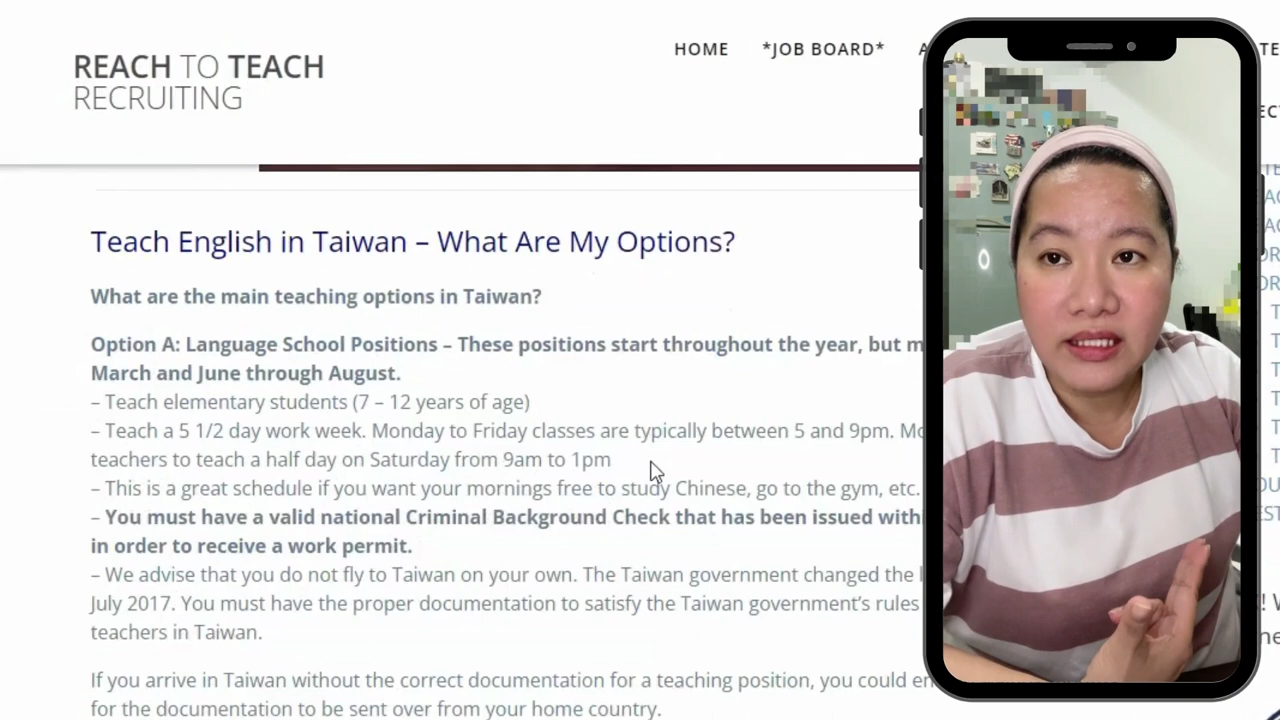 REACH TO TEACH
RECRUITING
HOME *JOB BOARD* A
Teach English in Taiwan – What Are My Options?
What are the main teaching options in Taiwan?
Option A: Language School Positions – These positions start throughout the year, but m
March and June through August.
– Teach elementary students (7 – 12 years of age)
– Teach a 5 1/2 day work week. Monday to Friday classes are typically between 5 and 9pm. Mo
teachers to teach a half day on Saturday from 9am to 1pm
– This is a great schedule if you want your mornings free to study Chinese, go to the gym, etc.
– You must have a valid national Criminal Background Check that has been issued with
in order to receive a work permit.
– We advise that you do not fly to Taiwan on your own. The Taiwan government changed the l
July 2017. You must have the proper documentation to satisfy the Taiwan government’s rules
teachers in Taiwan.
If you arrive in Taiwan without the correct documentation for a teaching position, you could en
for the documentation to be sent over from your home country.